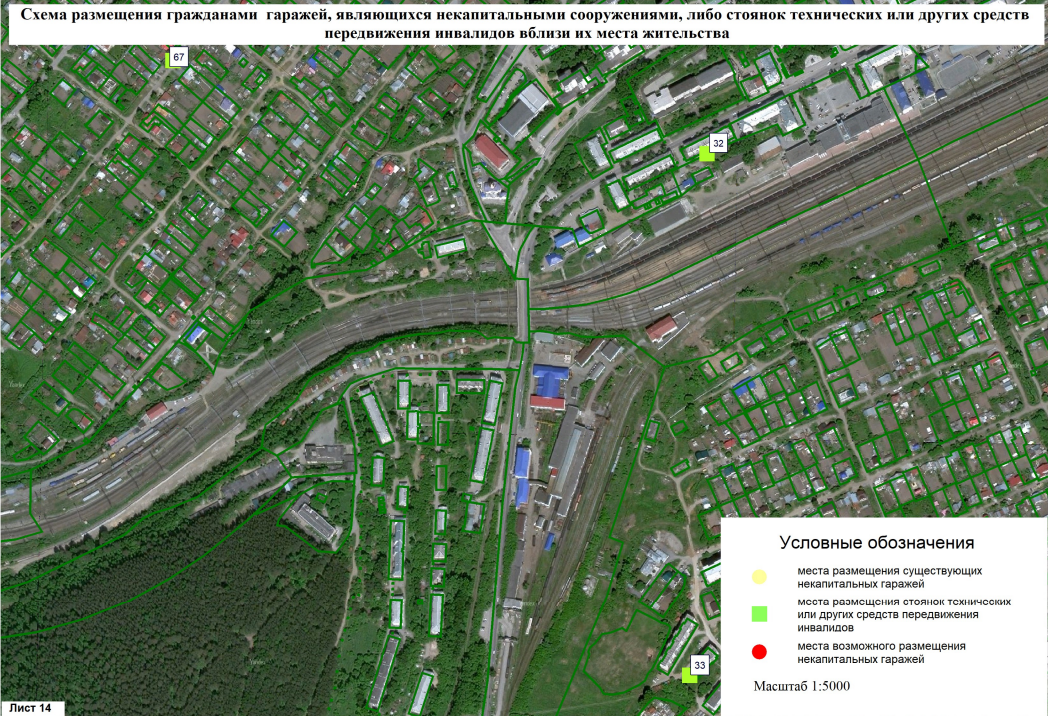 Схема размещения гражданами гаражей, являющихся некапитальными сооружениями, либо стоянок технических или других средств
передвижения инвалидов вблизи их места жительства
67
32
33
Условные обозначения
места размещения существующих
некапитальных гаражей
места размещения стоянок технических
или других средств передвижения
инвалидов
места возможного размещения
некапитальных гаражей
Масштаб 1:5000
Лист 14